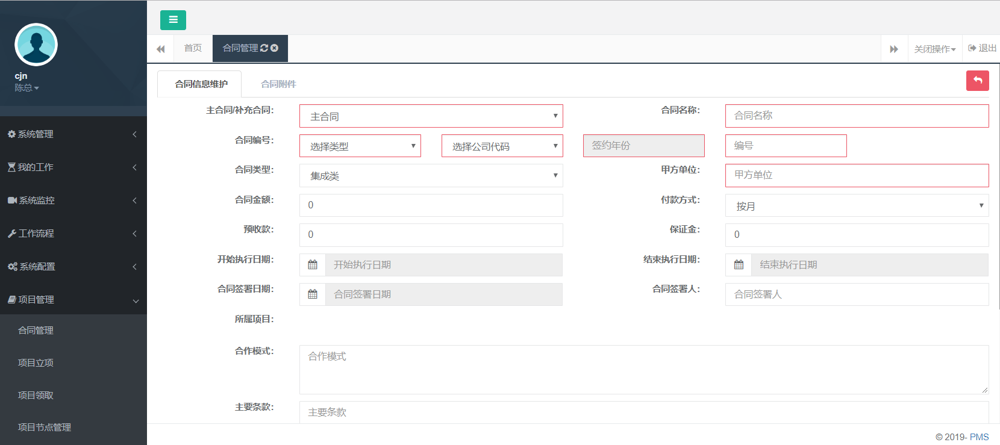 cjn
陈总
系统管理
我的工作
系统监控
工作流程
系统配置
项目管理
合同管理
项目立项
项目领取
项目节点管理
首页
合同管理
关闭操作
退出
合同信息维护
合同附件
主合同/补充合同:
主合同
合同名称:
合同名称
合同编号:
选择类型
选择公司代码
签约年份
编号
合同类型:
集成类
甲方单位:
甲方单位
合同金额:
0
付款方式:
按月
预收款:
0
保证金:
0
开始执行日期:
开始执行日期
结束执行日期:
结束执行日期
合同签署日期:
合同签署日期
合同签署人:
合同签署人
所属项目:
合作模式:
合作模式
主要条款:
主要条款
© 2019- PMS